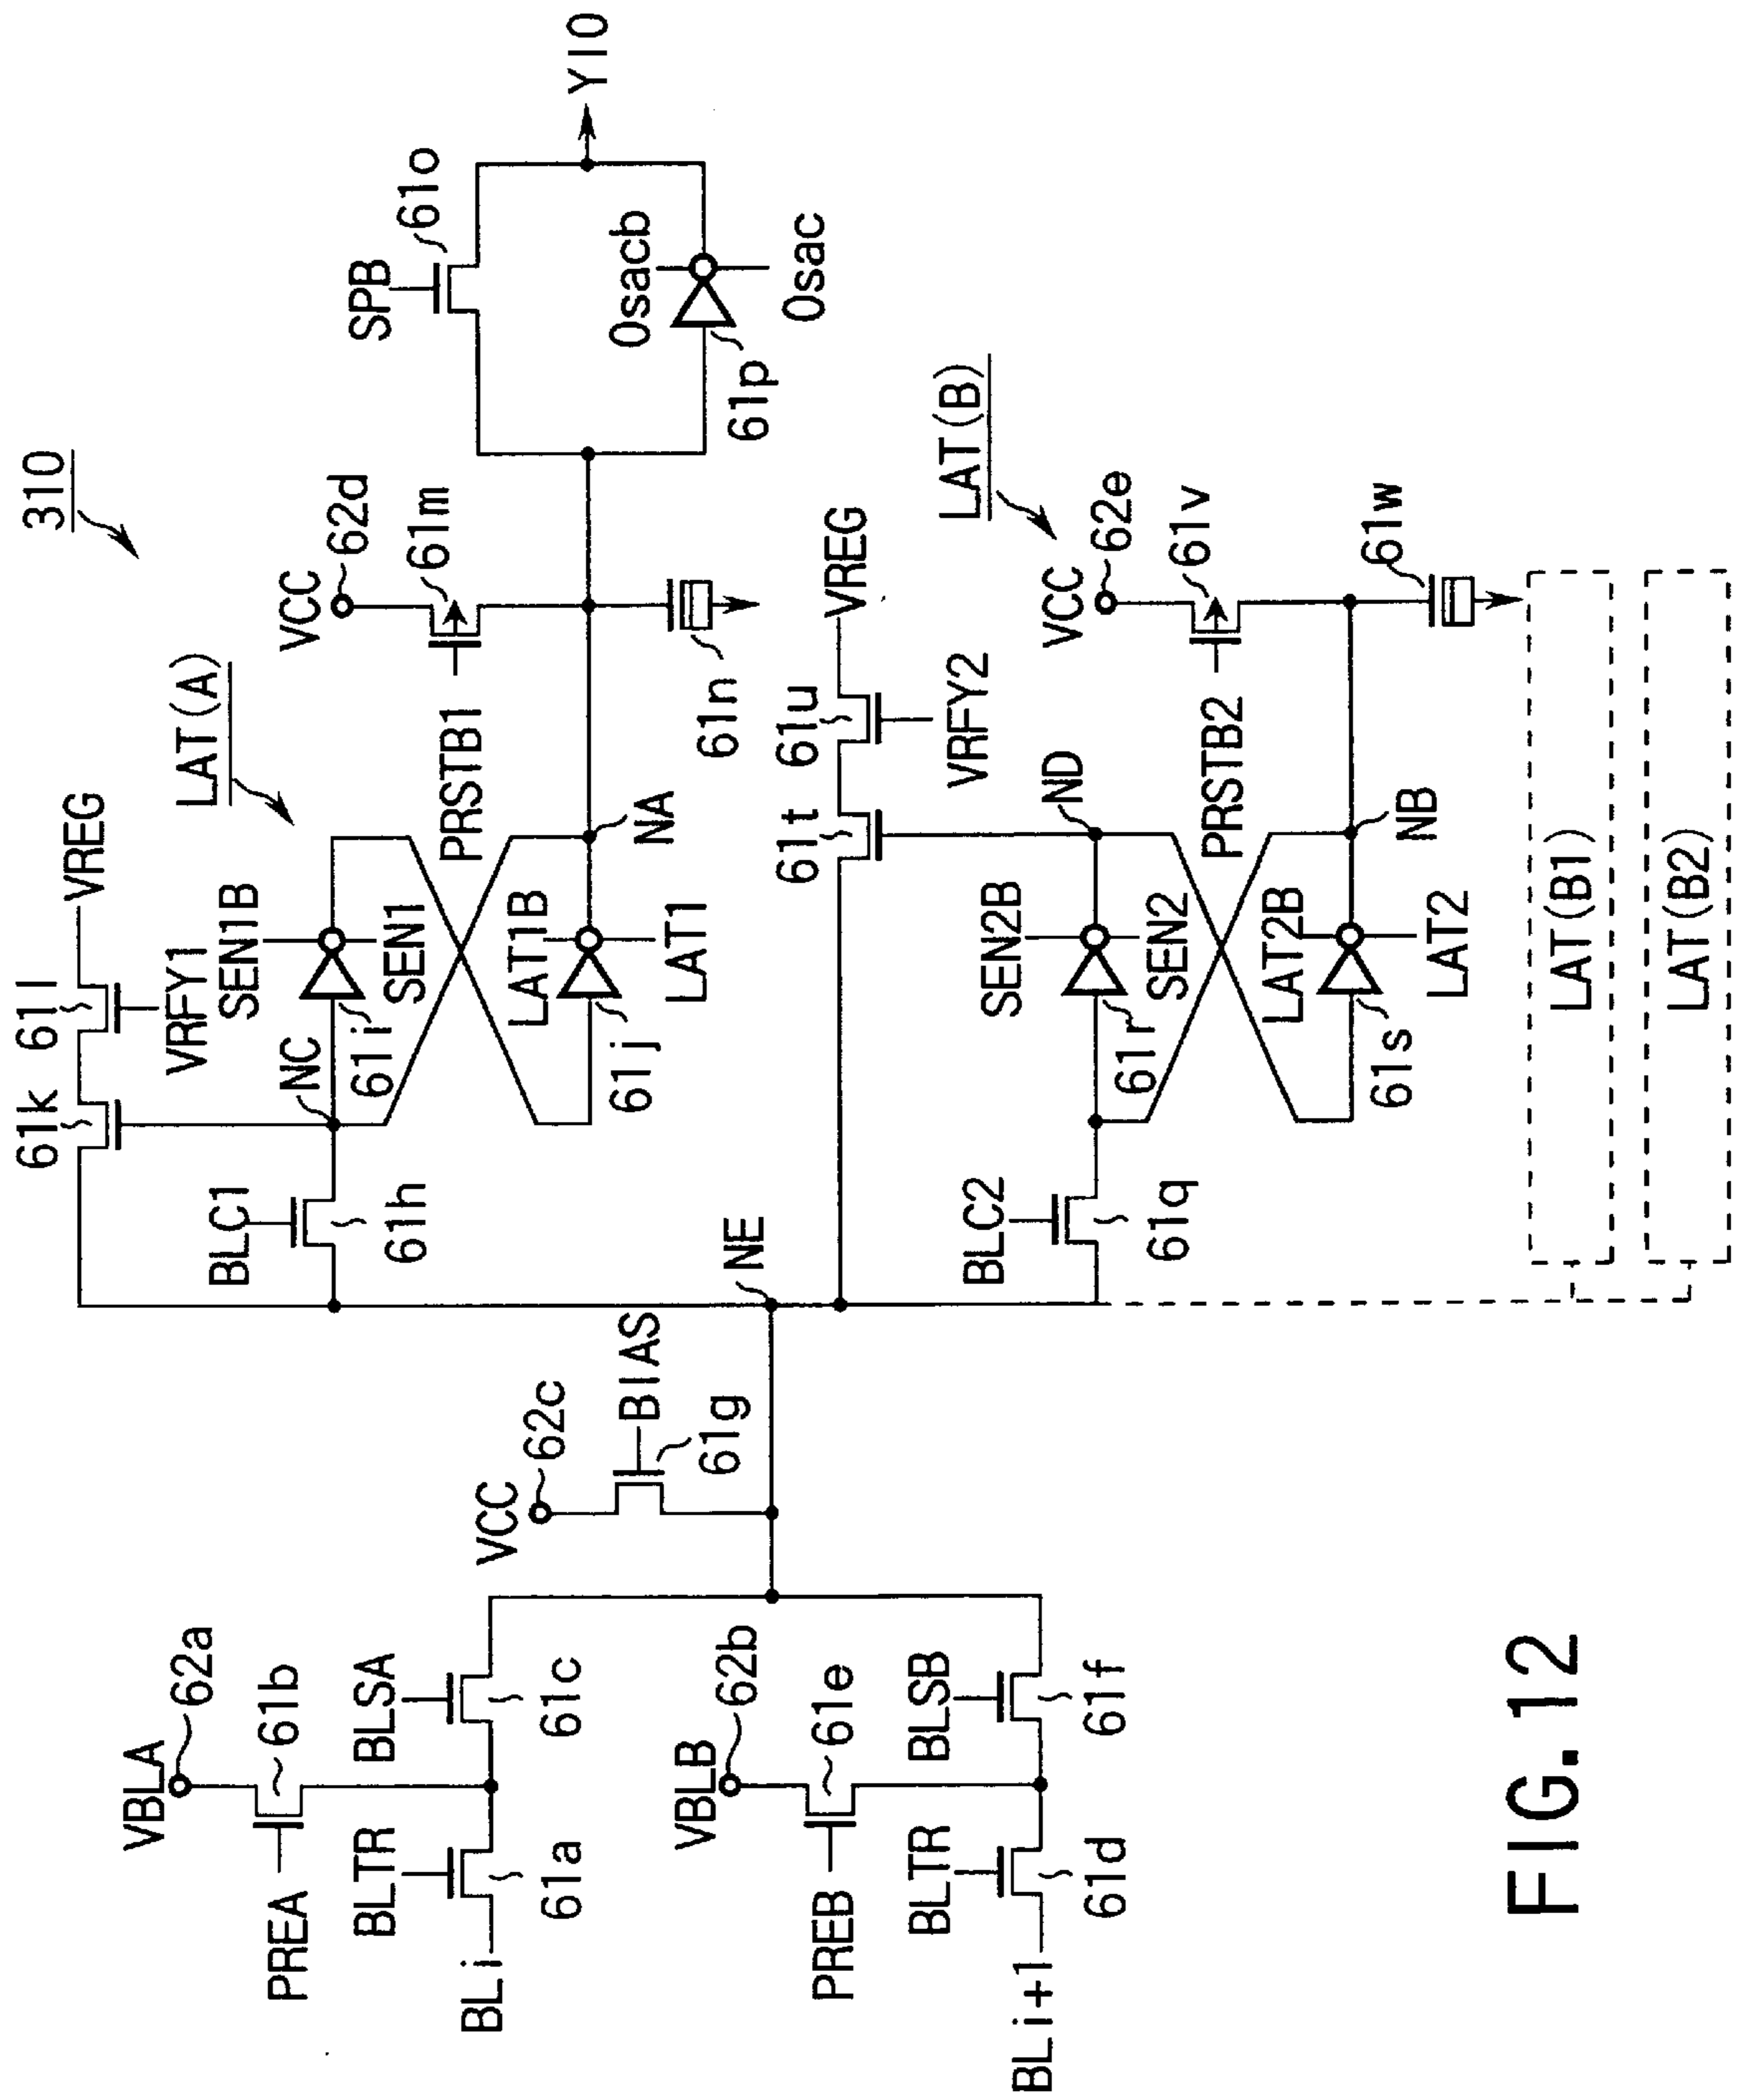 310
VREG
61k
61l
VRFY1
LAT(A)
NC
SEN1B
61i
SEN1
BLC1
61h
LAT1B
61j
LAT1
NA
PRSTB1
VCC
62d
61m
61n
SPB
61o
Osacb
61p
Osac
YIO
VBLA
62a
PREA
61b
BLTR
BLSA
BLi
61a
61c
VCC
62c
BIAS
61g
NE
VBLB
62b
PREB
61e
BLTR
BLSB
BLi+1
61d
61f
VREG
61t
61u
VRFY2
LAT(B)
ND
SEN2B
61r
SEN2
BLC2
61q
LAT2B
61s
LAT2
NB
PRSTB2
VCC
62e
61v
61w
LAT(B1)
LAT(B2)
FIG. 12